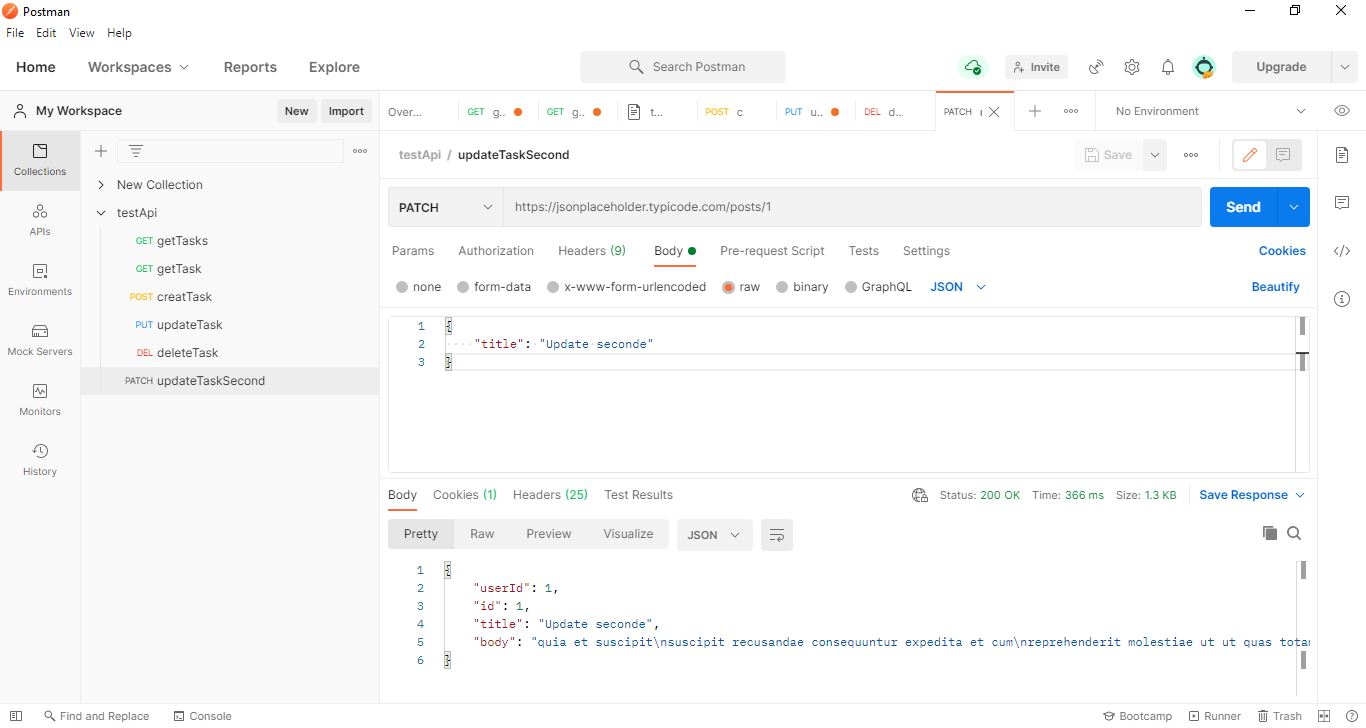 Postman
File Edit View Help
Home Workspaces Reports Explore Search Postman Invite Upgrade
My Workspace New Import Over... GET g.. GET g.. t... POST c PUT u.. DEL d... PATCH No Environment
Collections
testApi / updateTaskSecond Save
New Collection
testApi
PATCH https://jsonplaceholder.typicode.com/posts/1 Send
APIs
GET getTasks
Params Authorization Headers (9) Body Pre-request Script Tests Settings Cookies
GET getTask
Environments
none form-data x-www-form-urlencoded raw binary GraphQL JSON Beautify
POST creatTask
PUT updateTask
1 {
2 "title": "Update seconde"
3 }
Mock Servers
DEL deleteTask
PATCH updateTaskSecond
Monitors
History
Body Cookies (1) Headers (25) Test Results Status: 200 OK Time: 366 ms Size: 1.3 KB Save Response
Pretty Raw Preview Visualize JSON
1 {
2 "userId": 1,
3 "id": 1,
4 "title": "Update seconde",
5 "body": "quia et suscipit\nsuscipit recusandae consequuntur expedita et cum\nreprehenderit molestiae ut ut quas totam
6 }
Find and Replace Console Bootcamp Runner Trash